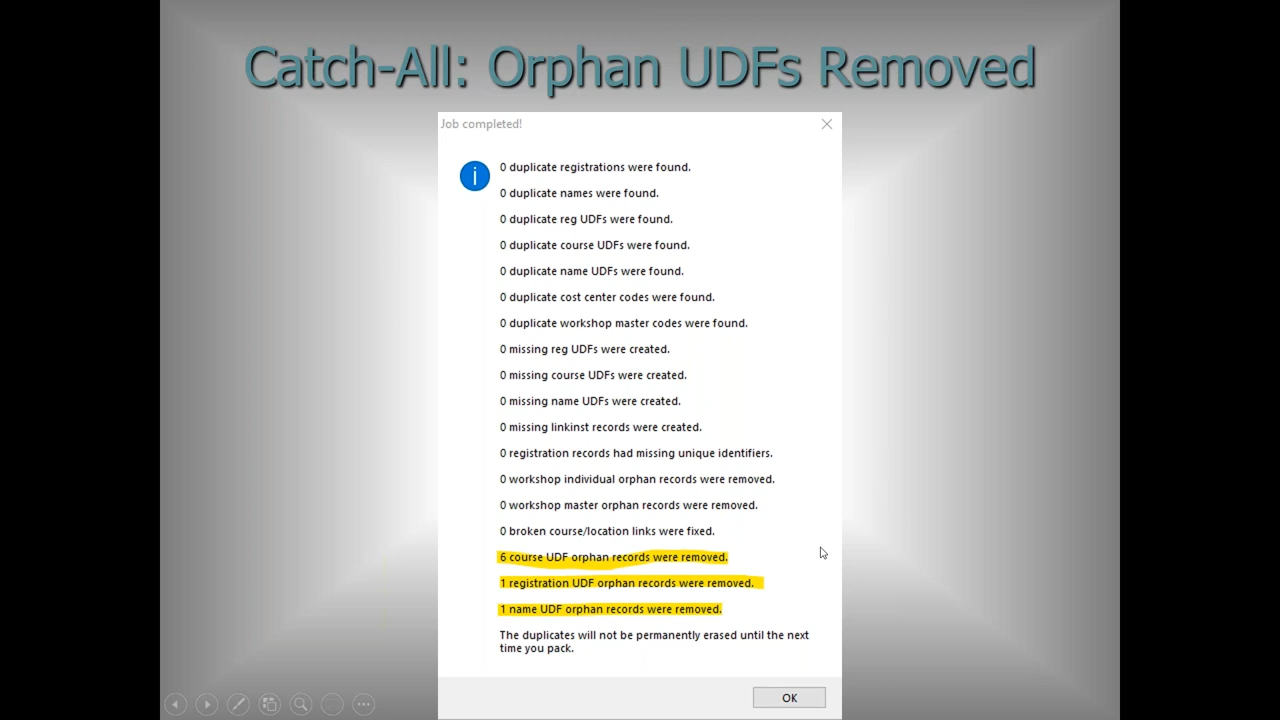 Catch-All: Orphan UDFs Removed
Job completed!
0 duplicate registrations were found.
0 duplicate names were found.
0 duplicate reg UDFs were found.
0 duplicate course UDFs were found.
0 duplicate name UDFs were found.
0 duplicate cost center codes were found.
0 duplicate workshop master codes were found.
0 missing reg UDFs were created.
0 missing course UDFs were created.
0 missing name UDFs were created.
0 missing linkinst records were created.
0 registration records had missing unique identifiers.
0 workshop individual orphan records were removed.
0 workshop master orphan records were removed.
0 broken course/location links were fixed.
6 course UDF orphan records were removed.
1 registration UDF orphan records were removed.
1 name UDF orphan records were removed.
The duplicates will not be permanently erased until the next
time you pack.
OK